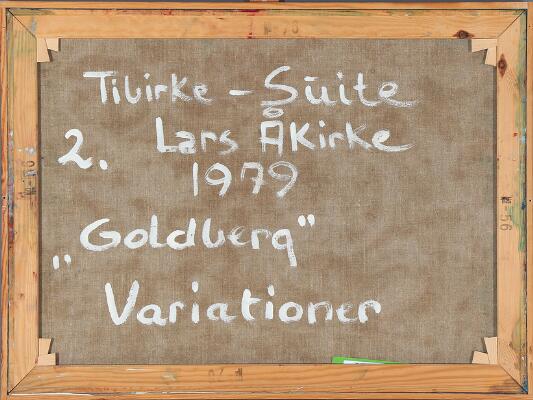 Tibirke - Suite
2. Lars ÅKirke
1979
„Goldberg"
Variationer